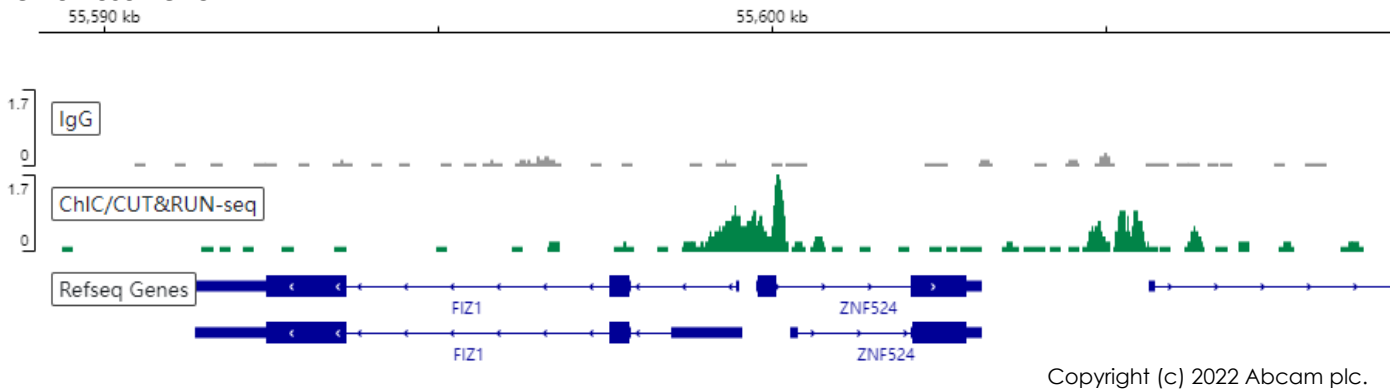 55,590 kb 55,600 kb
1.7
IgG
0
1.7
ChIC/CUT&RUN-seq
0
Refseq Genes
FIZ1 ZNF524
FIZ1 ZNF524
Copyright (c) 2022 Abcam plc.